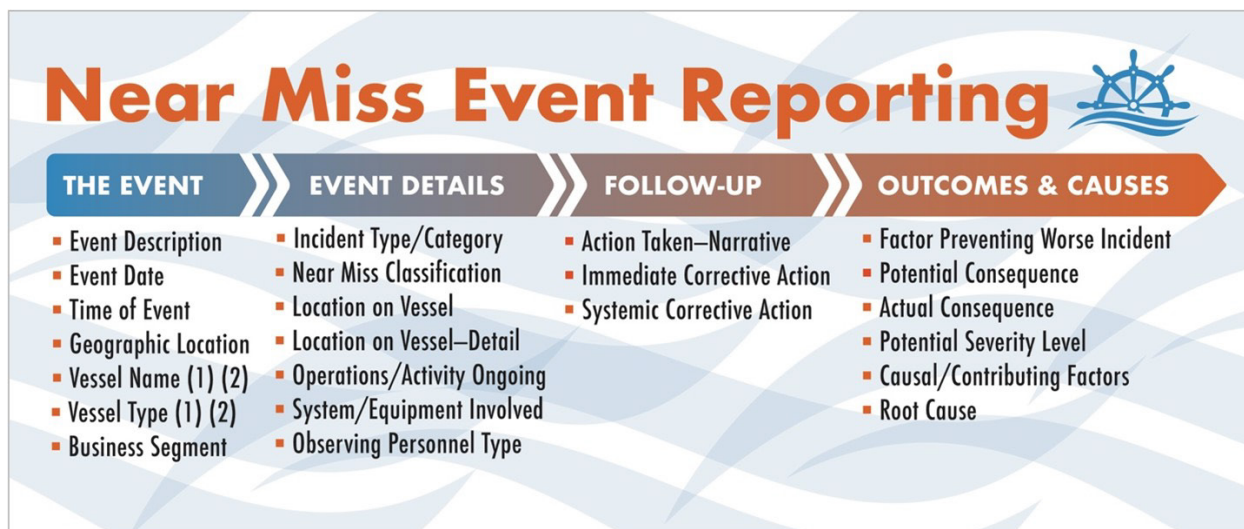 Near Miss Event Reporting
THE EVENT
▪ Event Description
▪ Event Date
▪ Time of Event
▪ Geographic Location
▪ Vessel Name (1) (2)
▪ Vessel Type (1) (2)
▪ Business Segment
EVENT DETAILS
▪ Incident Type/Category
▪ Near Miss Classification
▪ Location on Vessel
▪ Location on Vessel–Detail
▪ Operations/Activity Ongoing
▪ System/Equipment Involved
▪ Observing Personnel Type
FOLLOW-UP
▪ Action Taken–Narrative
▪ Immediate Corrective Action
▪ Systemic Corrective Action
OUTCOMES & CAUSES
▪ Factor Preventing Worse Incident
▪ Potential Consequence
▪ Actual Consequence
▪ Potential Severity Level
▪ Causal/Contributing Factors
▪ Root Cause